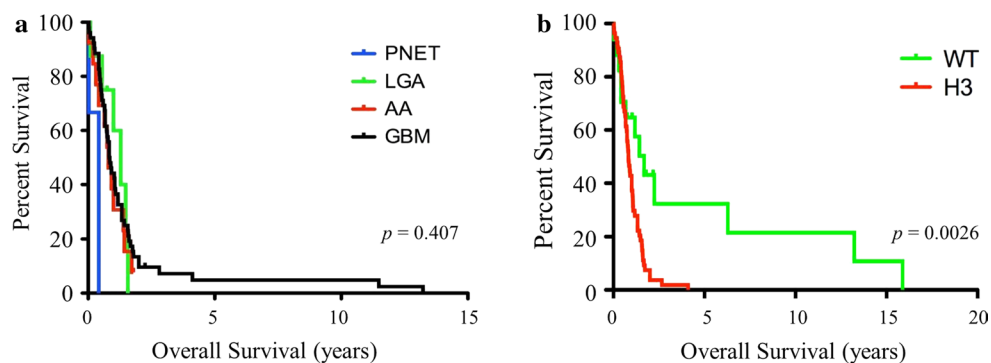 a
Percent Survival
100
80
60
40
20
0
PNET
LGA
AA
GBM
p = 0.407
0 5 10 15
Overall Survival (years)
b
Percent Survival
100
80
60
40
20
0
WT
H3
p = 0.0026
0 5 10 15 20
Overall Survival (years)